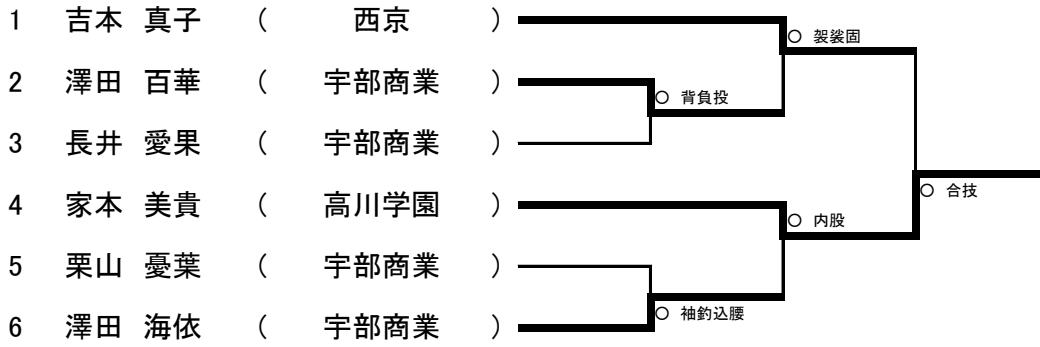 1 吉本 真子 ( 西京 )
○ 袈裟固
2 澤田 百華 ( 宇部商業 )
○ 背負投
3 長井 愛果 ( 宇部商業 )
○ 合技
4 家本 美貴 ( 高川学園 )
○ 内股
5 栗山 憂葉 ( 宇部商業 )
○ 袖釣込腰
6 澤田 海依 ( 宇部商業 )